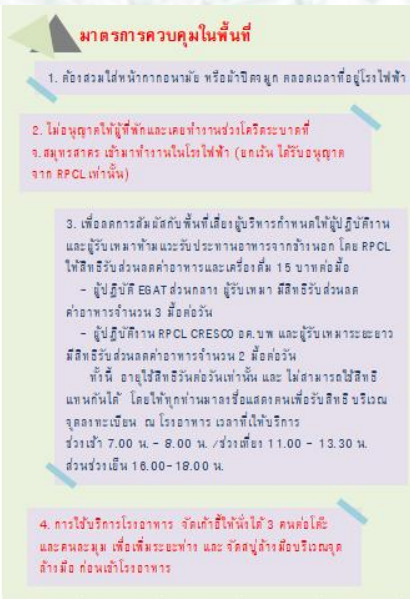 มาตรการควบคุมในพื้นที่
1. ต้องสวมใส่หน้ากากอนามัย หรือผ้าปิดจมูก ตลอดเวลาที่อยู่โรงไฟฟ้า
2. ไม่อนุญาตให้ผู้ที่พักและเคยทำงานช่วงโควิดระบาดที่
จ.สมุทรสาคร เข้ามาทำงานในโรงไฟฟ้า (ยกเว้น ได้รับอนุญาต
จาก RPCL เท่านั้น)
3. เพื่อลดการสัมผัสกับพื้นที่เสี่ยงผู้บริหารกำหนดให้ผู้ปฏิบัติงาน
และผู้รับเหมาห้ามแวะรับประทานอาหารจากข้างนอก โดย RPCL
ให้สิทธิรับส่วนลดค่าอาหารและเครื่องดื่ม 15 บาทต่อมื้อ
- ผู้ปฏิบัติ EGAT ส่วนกลาง ผู้รับเหมา มีสิทธิรับส่วนลด
ค่าอาหารจำนวน 3 มื้อต่อวัน
- ผู้ปฏิบัติงาน RPCL CRESCO อค.บพ และผู้รับเหมาระยะยาว
มีสิทธิรับส่วนลดค่าอาหารจำนวน 2 มื้อต่อวัน
ทั้งนี้ อายุใช้สิทธิวันต่อวันเท่านั้น และ ไม่สามารถใช้สิทธิ
แทนกันได้ โดยให้ทุกท่านมาลงชื่อแสดงตนเพื่อรับสิทธิ บริเวณ
จุดลงทะเบียน ณ โรงอาหาร เวลาที่ให้บริการ
ช่วงเช้า 7.00 น. - 8.00 น. /ช่วงเที่ยง 11.00 - 13.30 น.
ส่วนช่วงเย็น 16.00-18.00 น.
4. การใช้บริการโรงอาหาร จัดเก้าอี้ให้นั่งได้ 3 คนต่อโต๊ะ
และคนละมุม เพื่อเพิ่มระยะห่าง และ จัดสบู่ล้างมือบริเวณจุด
ล้างมือ ก่อนเข้าโรงอาหาร